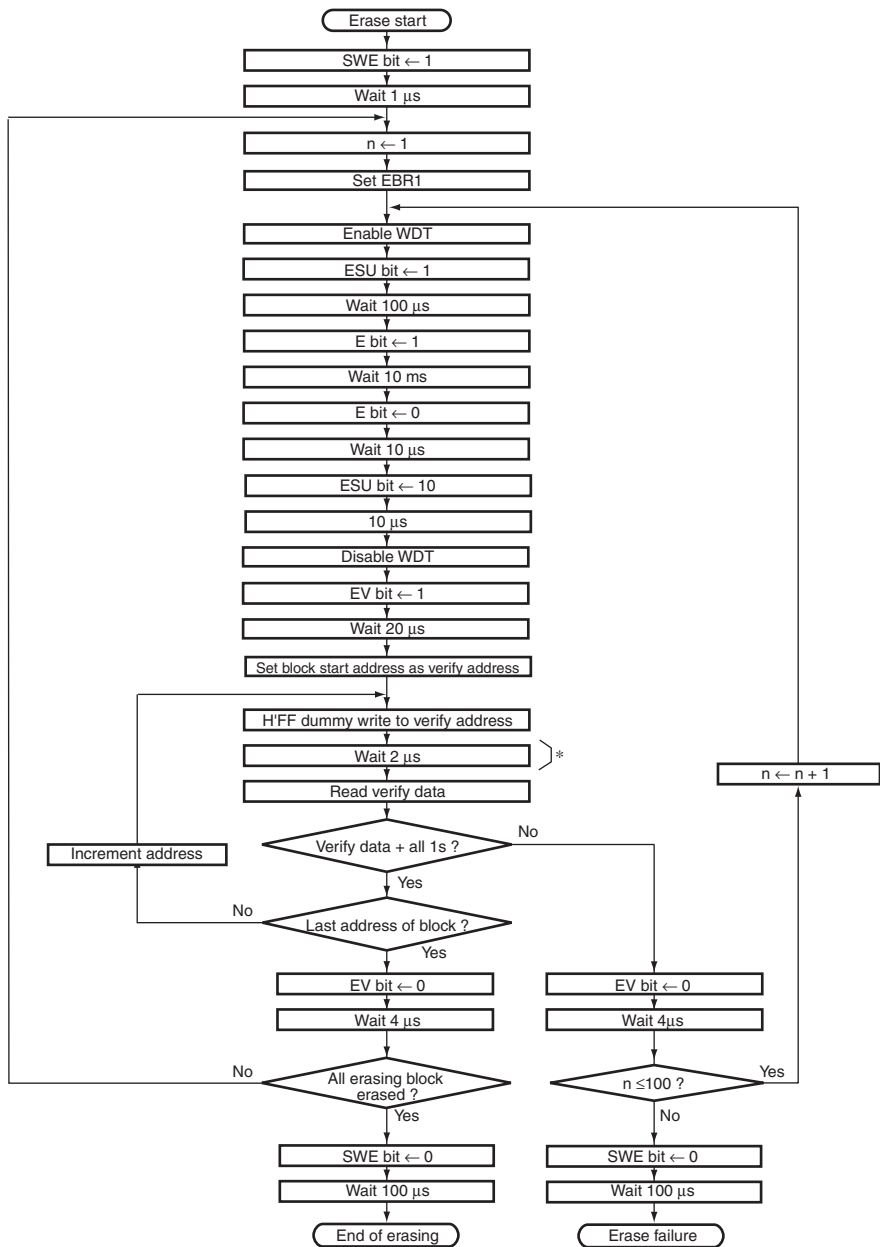 Erase start
SWE bit ← 1
Wait 1 μs
n ← 1
Set EBR1
Enable WDT
ESU bit ← 1
Wait 100 μs
E bit ← 1
Wait 10 ms
E bit ← 0
Wait 10 μs
ESU bit ← 10
10 μs
Disable WDT
EV bit ← 1
Wait 20 μs
Set block start address as verify address
H'FF dummy write to verify address
Wait 2 μs
*
n ← n + 1
Read verify data
Verify data + all 1s ?
No
Increment address
Yes
No
Last address of block ?
Yes
EV bit ← 0
EV bit ← 0
Wait 4 μs
Wait 4μs
No
All erasing block
erased ?
n ≤100 ?
Yes
Yes
No
SWE bit ← 0
SWE bit ← 0
Wait 100 μs
Wait 100 μs
End of erasing
Erase failure